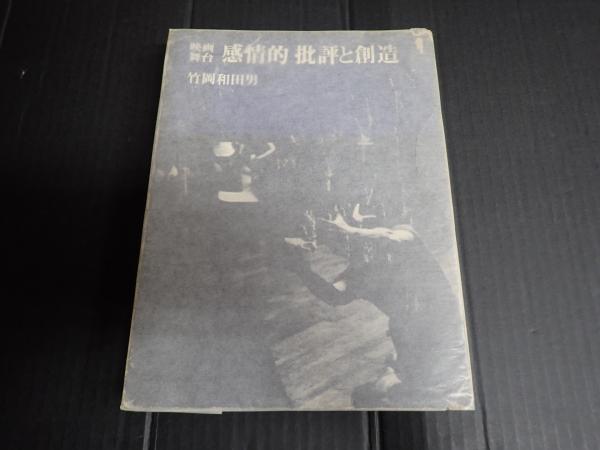 映画
舞台 感情的 批評と創造
竹岡和田男